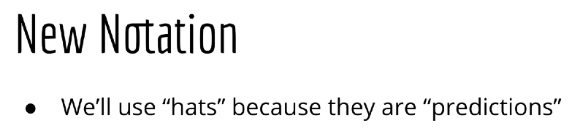 New Notation
● We’ll use “hats” because they are “predictions”